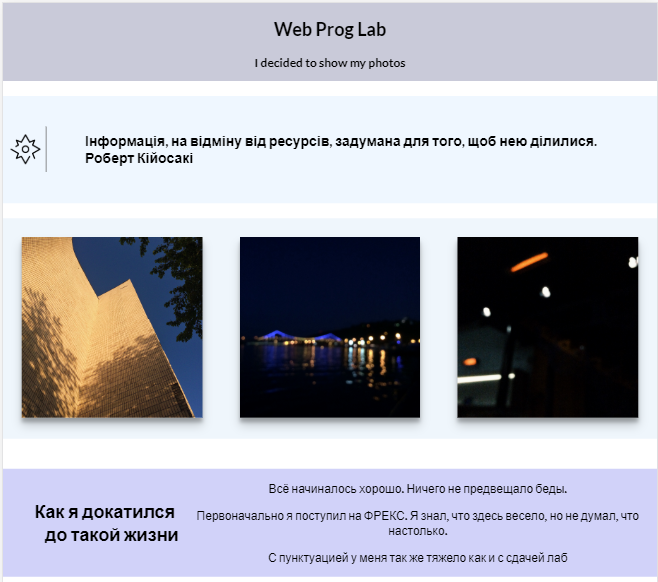 Web Prog Lab
I decided to show my photos
Інформація, на відміну від ресурсів, задумана для того, щоб нею ділилися.
Роберт Кійосакі
Как я докатился
до такой жизни
Всё начиналось хорошо. Ничего не предвещало беды.
Первоначально я поступил на ФРЕКС. Я знал, что здесь весело, но не думал, что
настолько.
С пунктуацией у меня так же тяжело как и с сдачей лаб